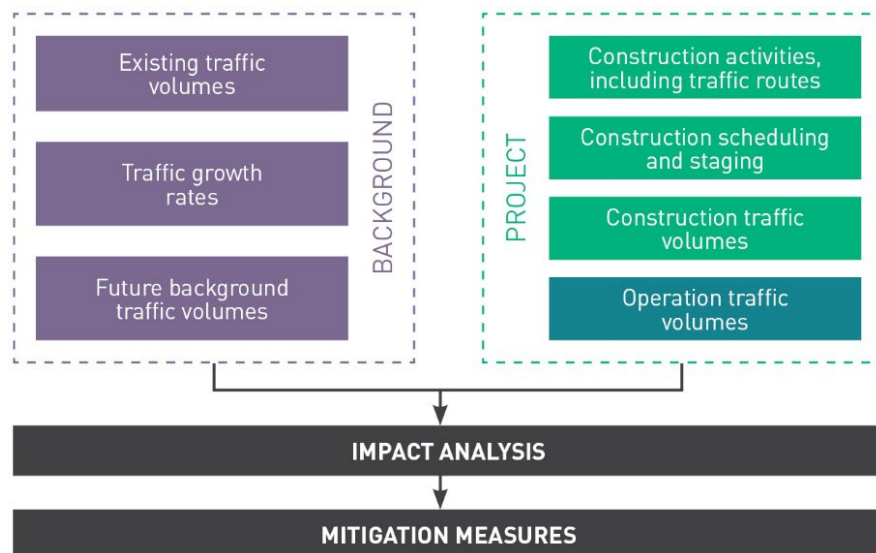 Existing traffic
volumes
Traffic growth
rates
Future background
traffic volumes
BACKGROUND
PROJECT
Construction activities,
including traffic routes
Construction scheduling
and staging
Construction traffic
volumes
Operation traffic
volumes
IMPACT ANALYSIS
MITIGATION MEASURES